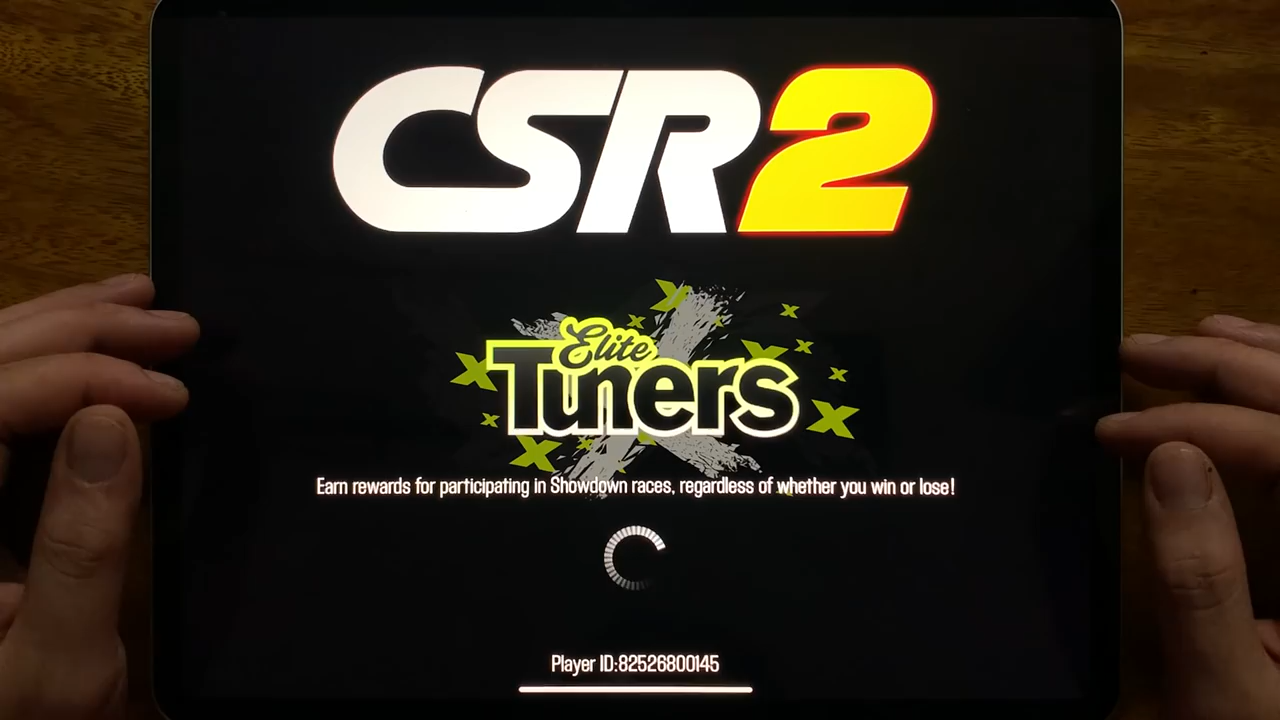 CSR2
Elite
Tuners
Earn rewards for participating in Showdown races, regardless of whether you win or lose!
Player ID:82526800145